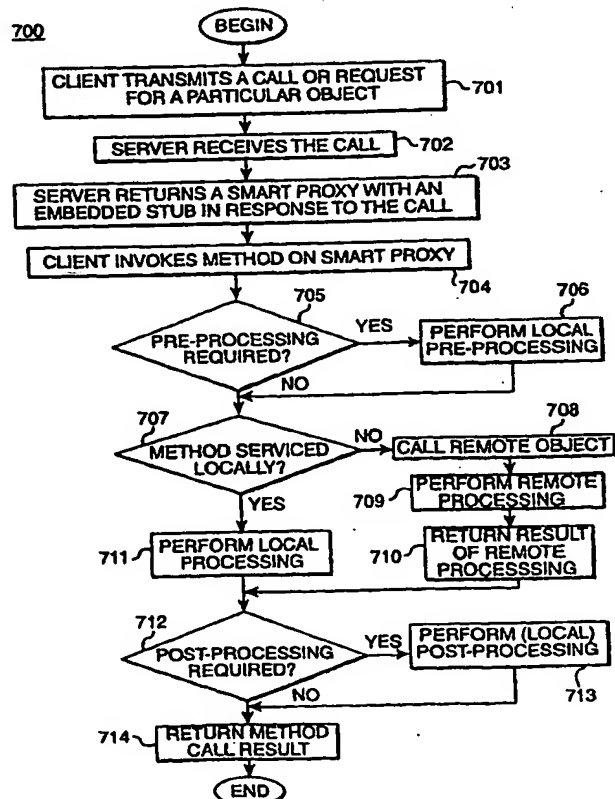 700
BEGIN
CLIENT TRANSMITS A CALL OR REQUEST
FOR A PARTICULAR OBJECT
701
SERVER RECEIVES THE CALL
702
703
SERVER RETURNS A SMART PROXY WITH AN
EMBEDDED STUB IN RESPONSE TO THE CALL
CLIENT INVOKES METHOD ON SMART PROXY
704
705
PRE-PROCESSING
REQUIRED?
YES
706
PERFORM LOCAL
PRE-PROCESSING
NO
707
METHOD SERVICED
LOCALLY?
NO
708
CALL REMOTE OBJECT
709
PERFORM REMOTE
PROCESSING
YES
711
PERFORM LOCAL
PROCESSING
710
RETURN RESULT
OF REMOTE
PROCESSSING
712
POST-PROCESSING
REQUIRED?
YES
PERFORM (LOCAL)
POST-PROCESSING
713
NO
714
RETURN METHOD
CALL RESULT
END